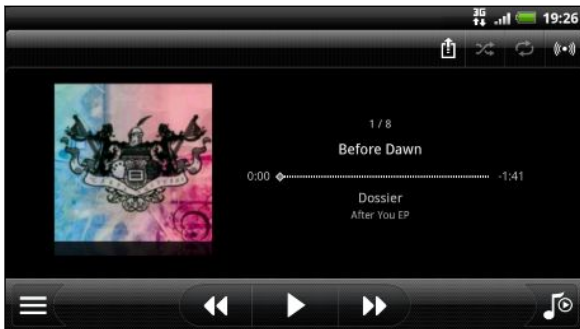 3G 19:26
1 / 8
Before Dawn
0:00 -1:41
Dossier
After You EP